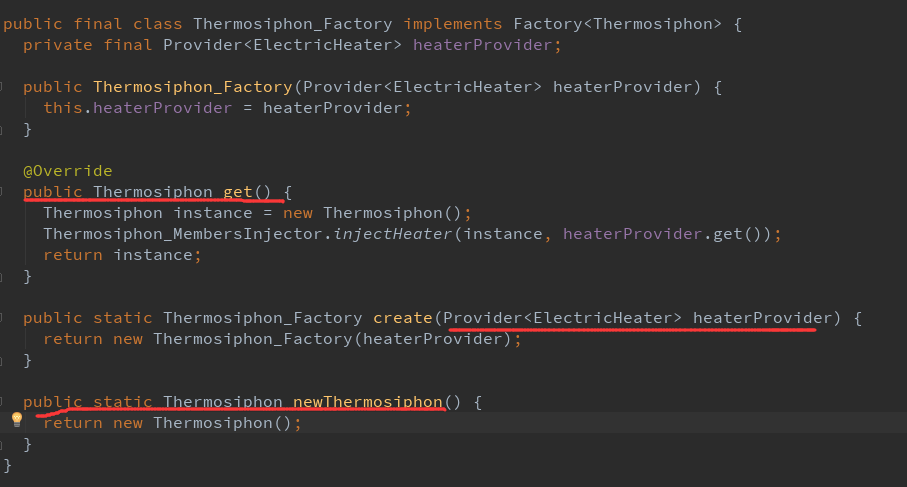 public final class Thermosiphon_Factory implements Factory<Thermosiphon> {
private final Provider<ElectricHeater> heaterProvider;
public Thermosiphon_Factory(Provider<ElectricHeater> heaterProvider) {
this.heaterProvider = heaterProvider;
}
@Override
public Thermosiphon get() {
Thermosiphon instance = new Thermosiphon();
Thermosiphon_MembersInjector.injectHeater(instance, heaterProvider.get());
return instance;
}
public static Thermosiphon_Factory create(Provider<ElectricHeater> heaterProvider) {
return new Thermosiphon_Factory(heaterProvider);
}
public static Thermosiphon newThermosiphon() {
return new Thermosiphon();
}
}